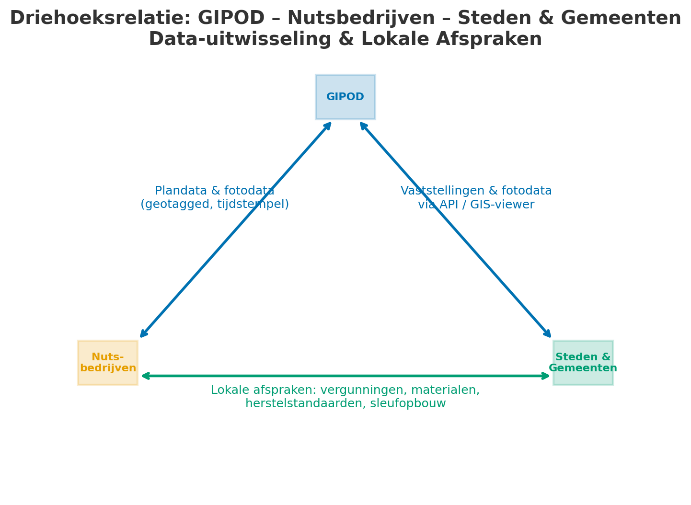 Driehoeksrelatie: GIPOD – Nutsbedrijven – Steden & Gemeenten
Data-uitwisseling & Lokale Afspraken
GIPOD
Plandata & fotodata
(geotagged, tijdstempel)
Vaststellingen & fotodata
via API / GIS-viewer
Nuts-
bedrijven
Steden &
Gemeenten
Lokale afspraken: vergunningen, materialen,
herstelstandaarden, sleufopbouw